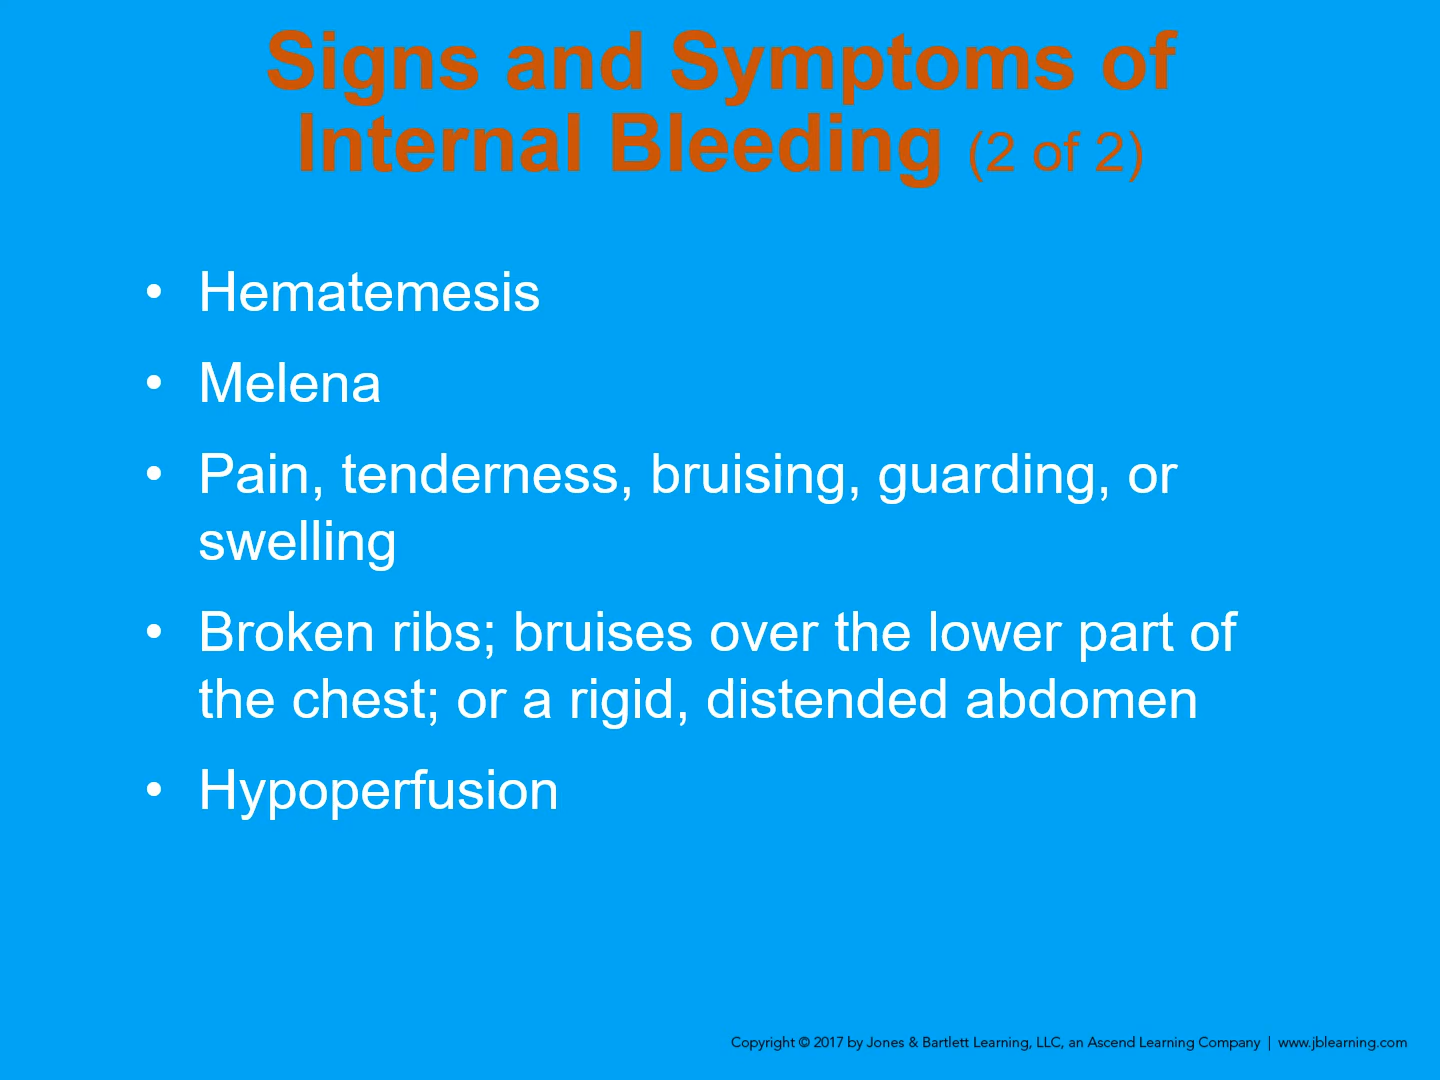 Signs and Symptoms of
Internal Bleeding (2 of 2)
• Hematemesis
• Melena
• Pain, tenderness, bruising, guarding, or
swelling
• Broken ribs; bruises over the lower part of
the chest; or a rigid, distended abdomen
• Hypoperfusion
Copyright © 2017 by Jones & Bartlett Learning, LLC, an Ascend Learning Company | www.jblearning.com